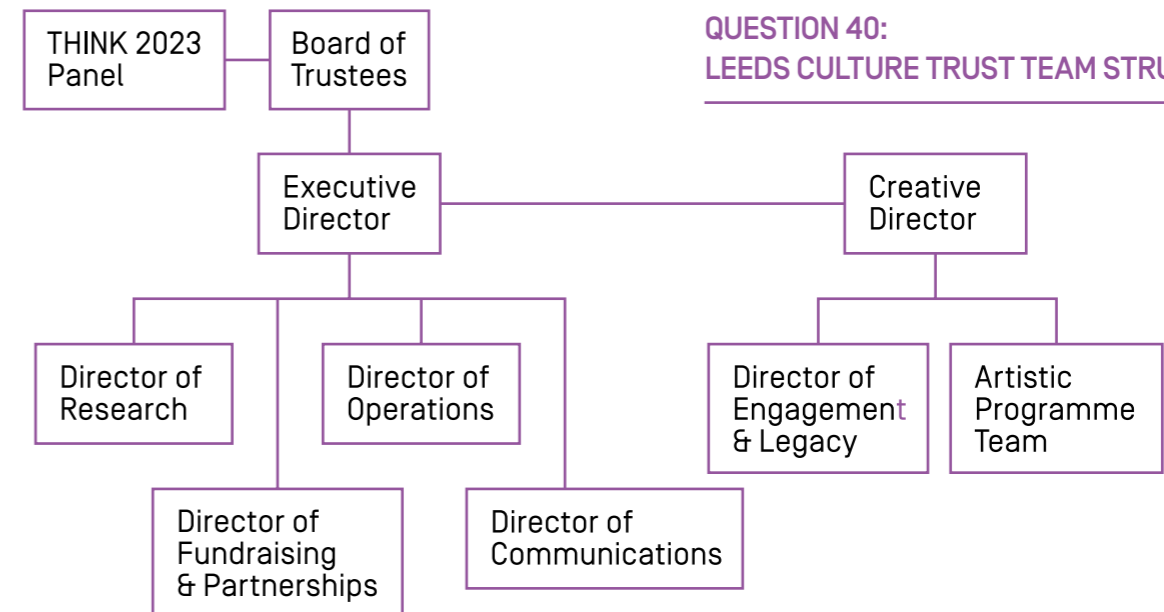 THINK 2023
Panel
Board of
Trustees
QUESTION 40:
LEEDS CULTURE TRUST TEAM
Executive
Director
Creative
Director
Director of
Research
Director of
Operations
Director of
Engagement
& Legacy
Artistic
Programme
Team
Director of
Fundraising
& Partnerships
Director of
Communications